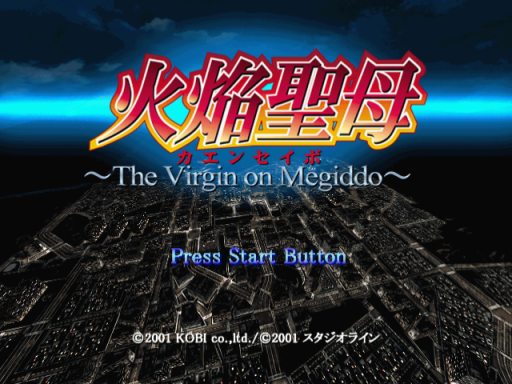 火焔聖母
カエンセイボ
～The Virgin on Megiddo～
Press Start Button
©2001 KOBI co.,ltd./©2001 スタジオライン